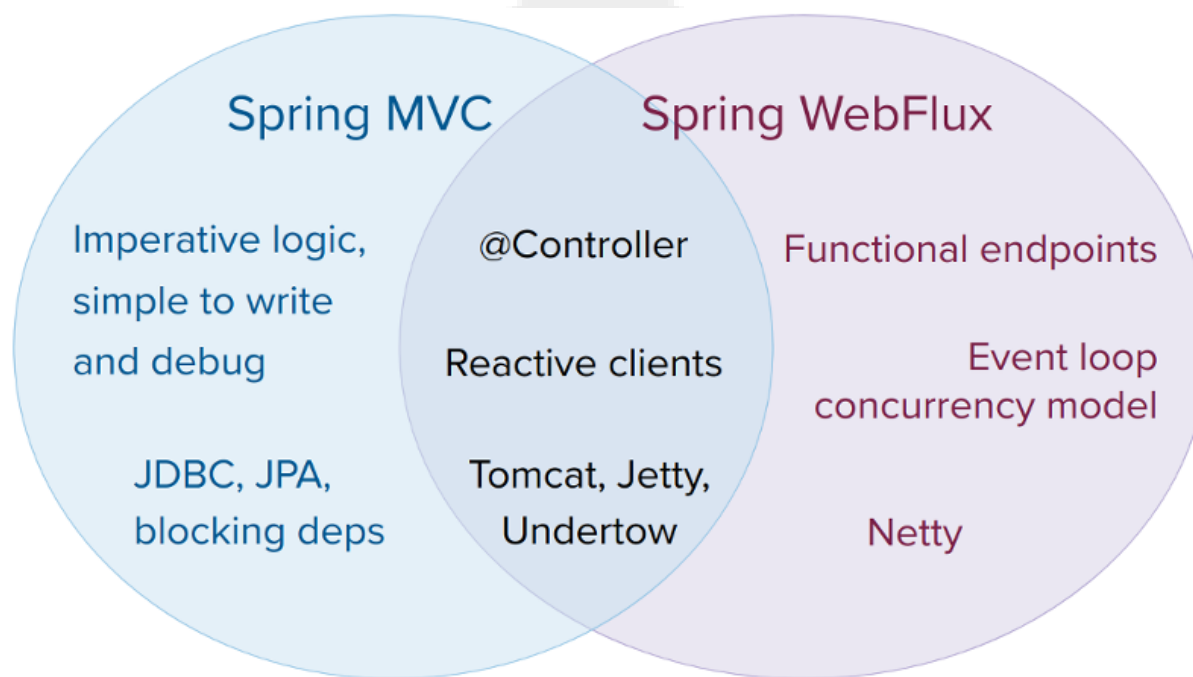 Spring MVC
Spring WebFlux
Imperative logic,
simple to write
and debug
JDBC, JPA,
blocking deps
@Controller
Reactive clients
Tomcat, Jetty,
Undertow
Functional endpoints
Event loop
concurrency model
Netty